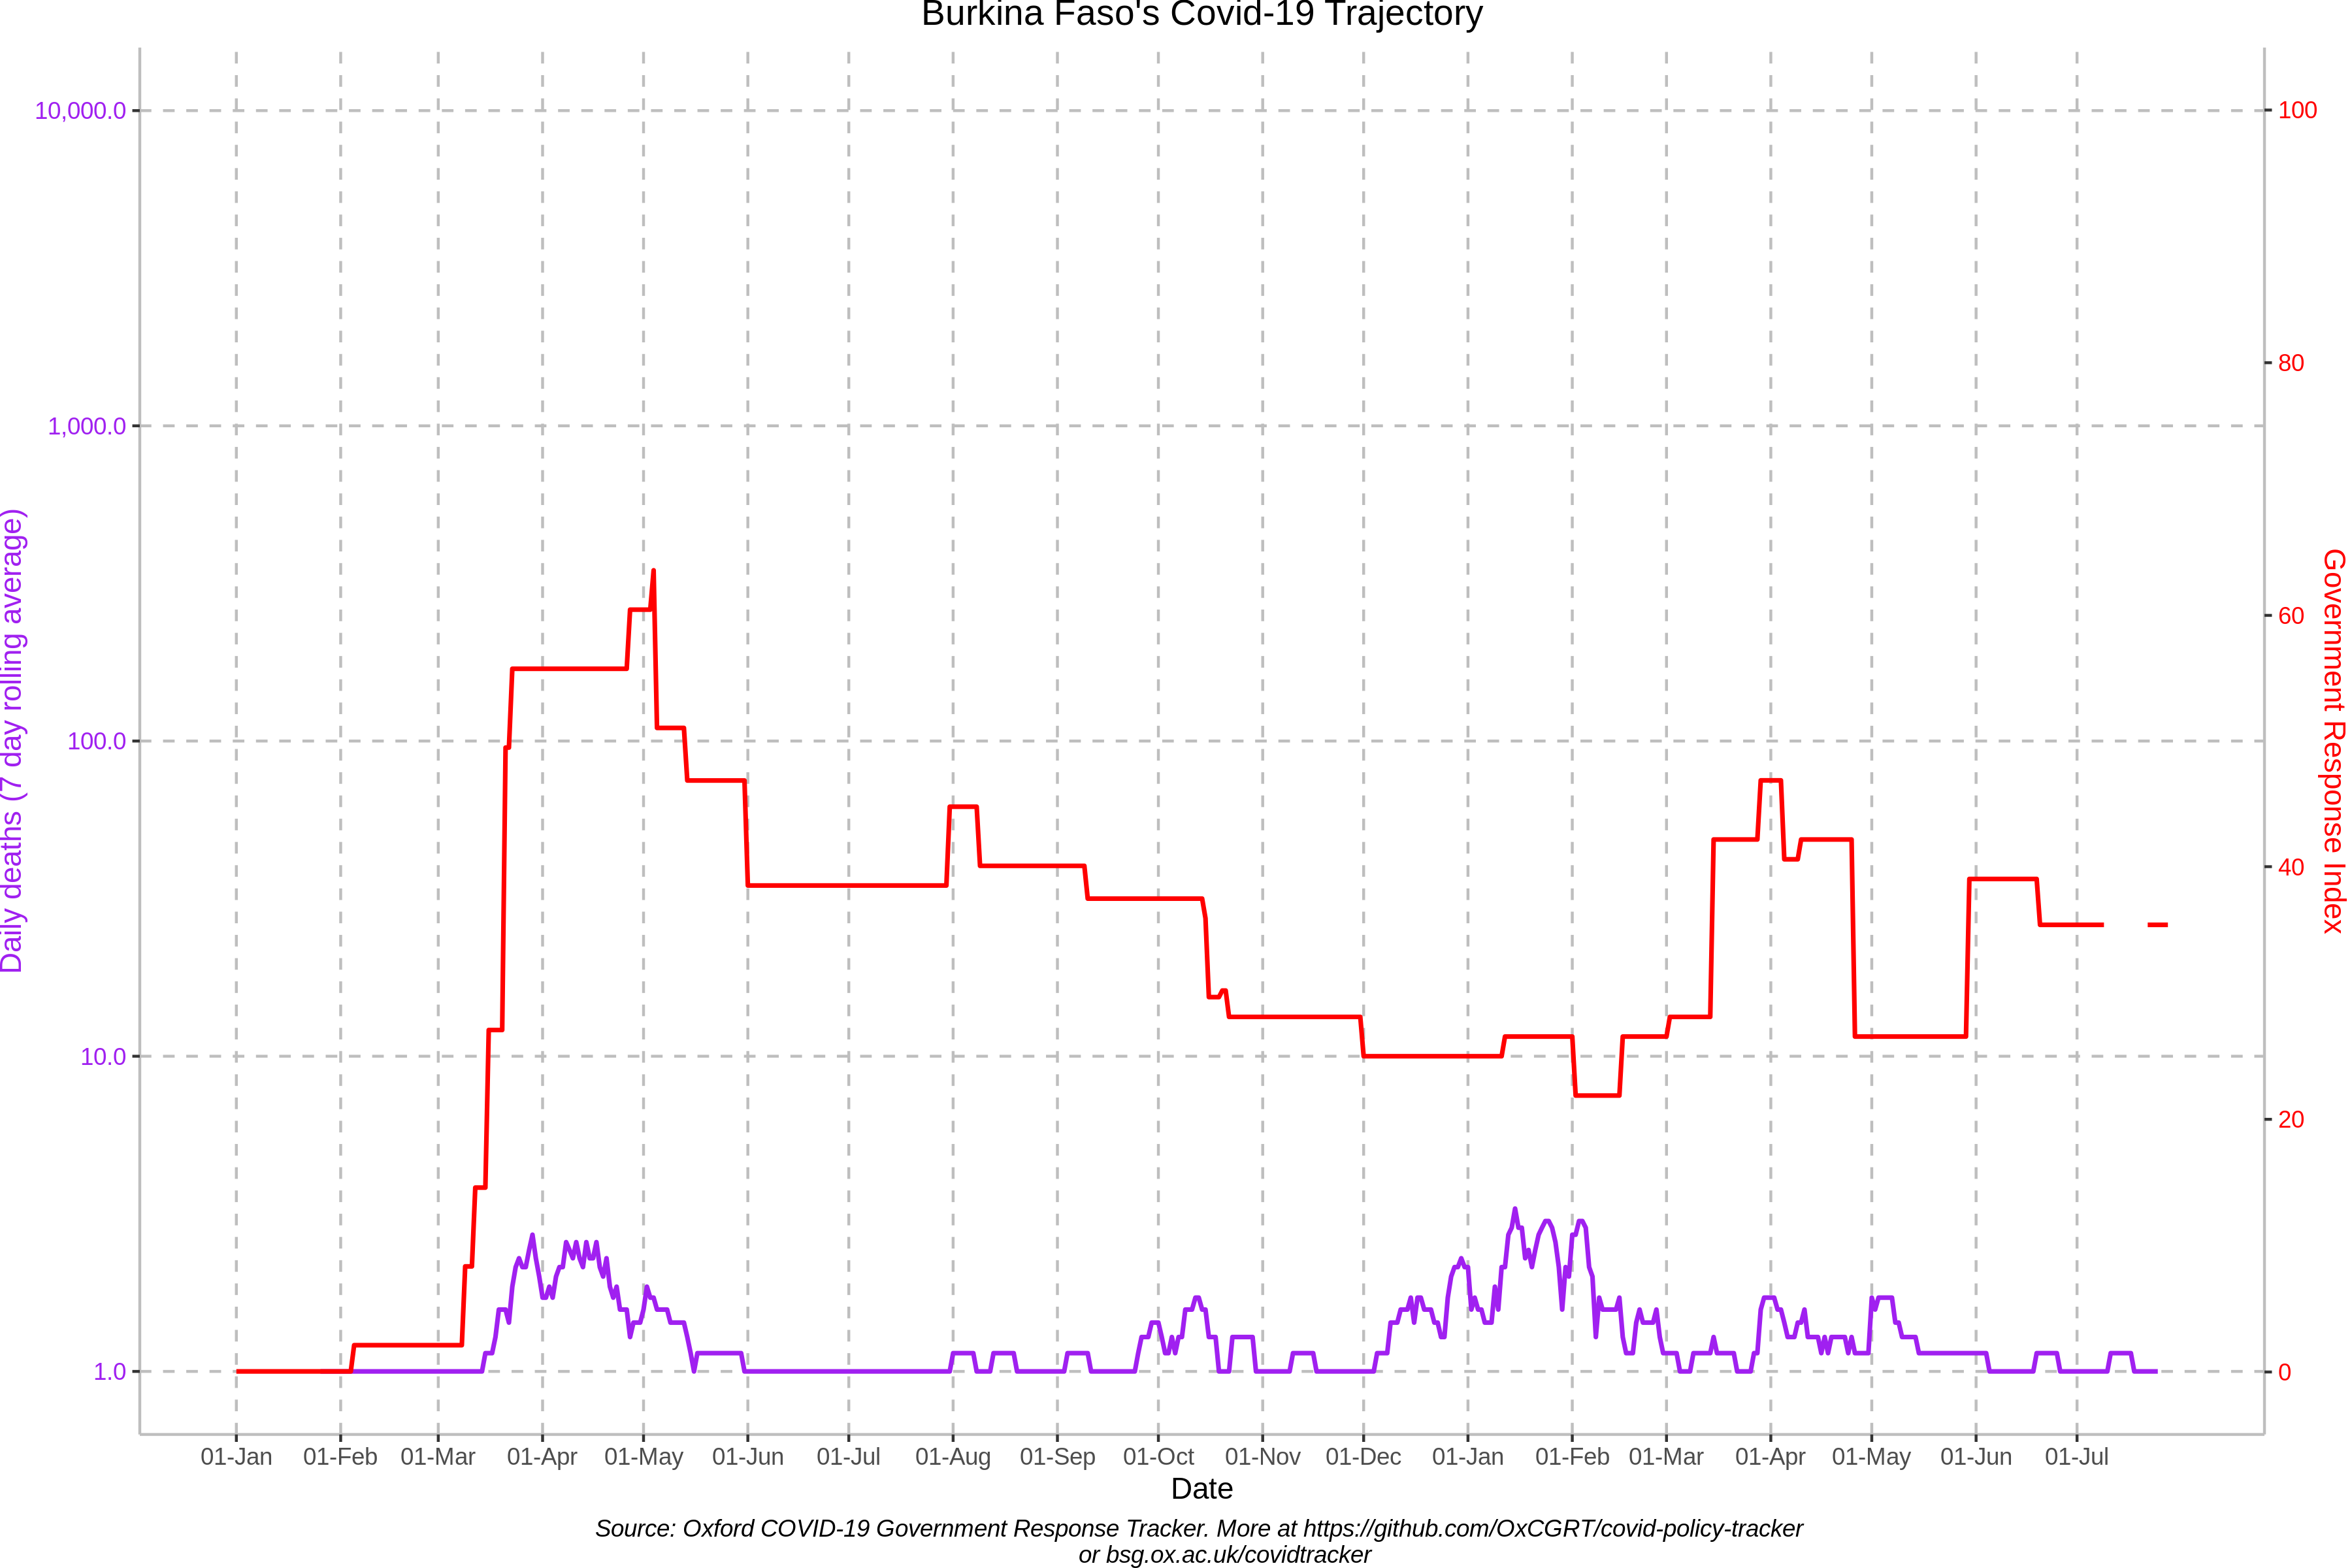 Burkina Faso's Covid-19 Trajectory
10,000.0
1,000.0
100.0
10.0
1.0
Daily deaths (7 day rolling average)
100
80
60
40
20
0
Government Response Index
01-Jan 01-Feb 01-Mar 01-Apr 01-May 01-Jun 01-Jul 01-Aug 01-Sep 01-Oct 01-Nov 01-Dec 01-Jan 01-Feb 01-Mar 01-Apr 01-May 01-Jun 01-Jul
Date
Source: Oxford COVID-19 Government Response Tracker. More at https://github.com/OxCGRT/covid-policy-tracker
or bsg.ox.ac.uk/covidtracker